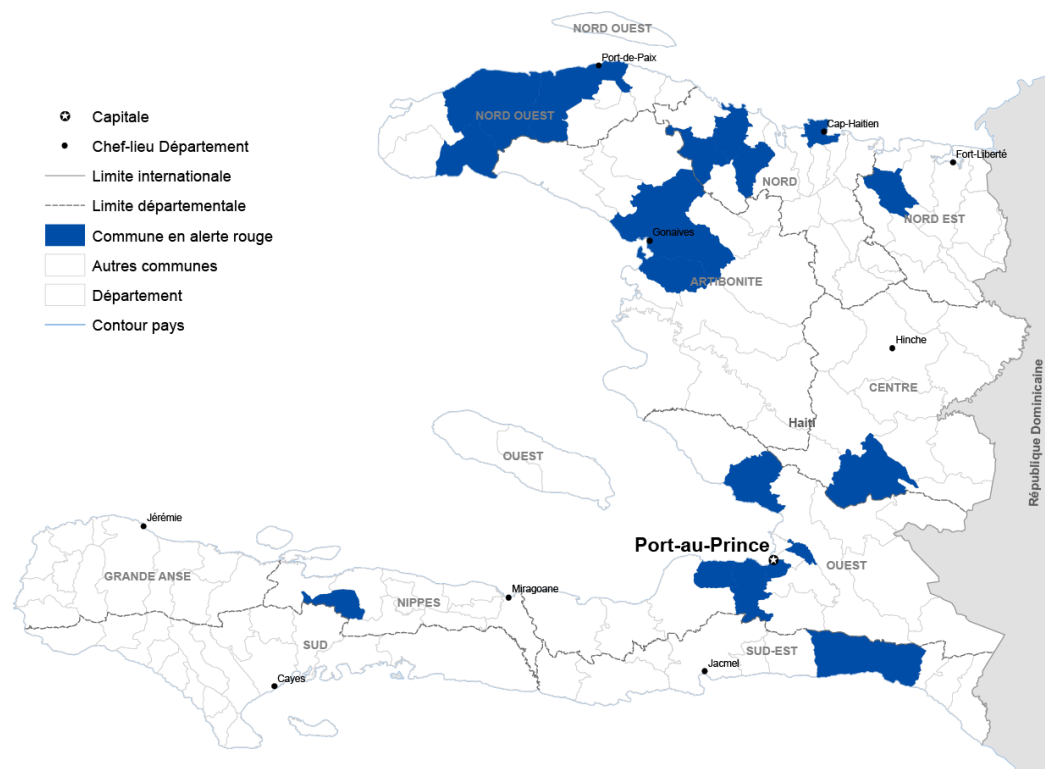 NORD OUEST
Port-de-Paix
Capitale
Chef-lieu Département
Limite internationale
Limite départementale
Commune en alerte rouge
Autres communes
Département
Contour pays
NORD OUEST
Cap-Haitien
Fort-Liberté
NORD
NORD EST
Gonaives
ARTIBONITE
Hinche
CENTRE
Haiti
République Dominicaine
OUEST
Jérémie
Port-au-Prince
OUEST
GRANDE ANSE
Miragoane
NIPPES
SUD
SUD-EST
Jacmel
Cayes